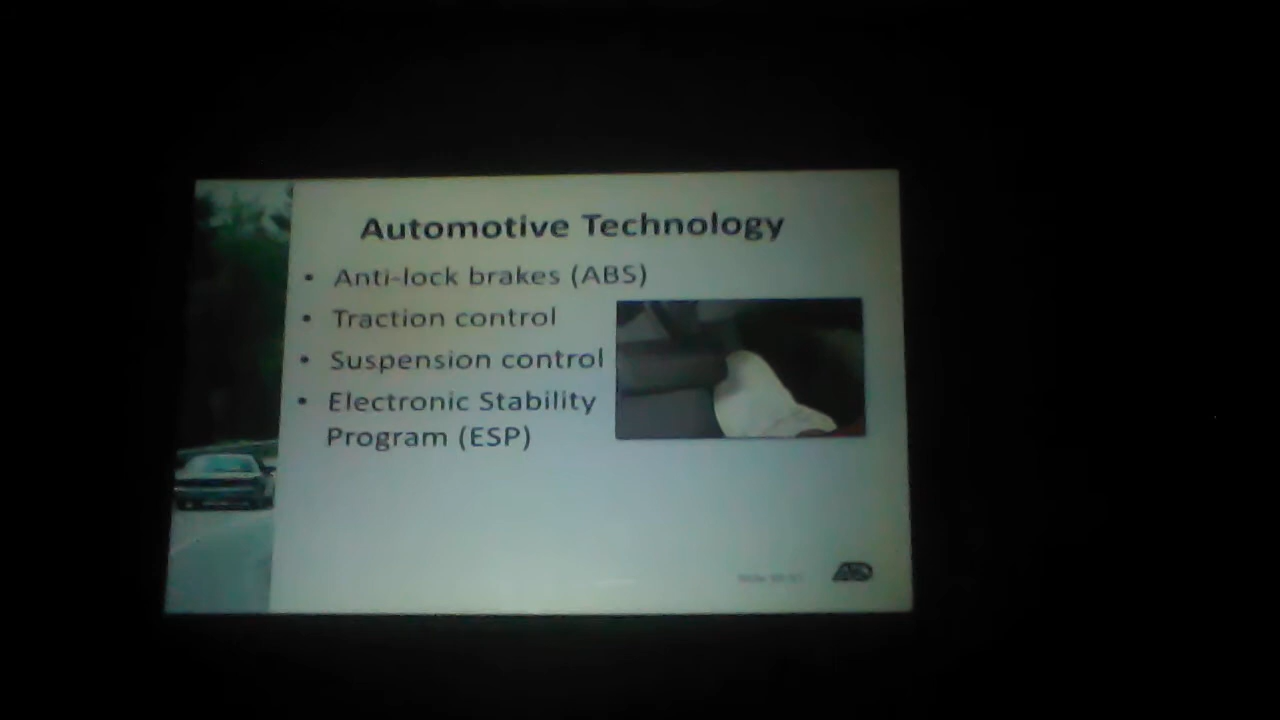 Automotive Technology
• Anti-lock brakes (ABS)
• Traction control
• Suspension control
• Electronic Stability
Program (ESP)